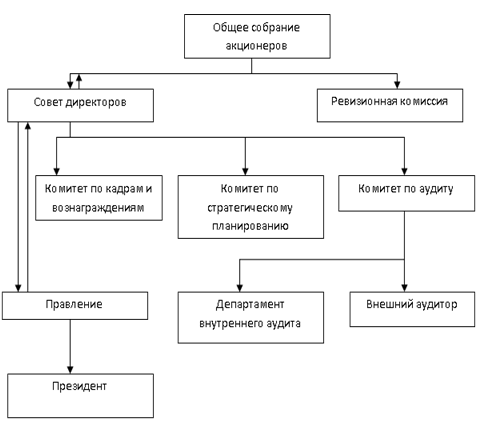 Общее собрание
акционеров
Совет директоров
Ревизионная комиссия
Комитет по кадрам и
вознаграждениям
Комитет по
стратегическому
планированию
Комитет по аудиту
Правление
Департамент
внутреннего аудита
Внешний аудитор
Президент